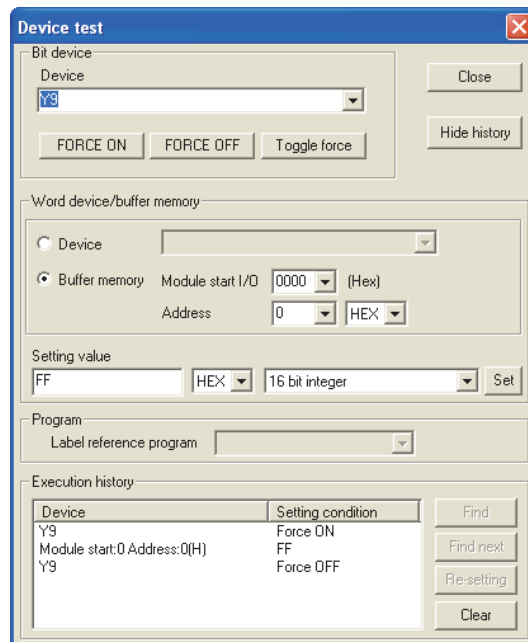 Device test
Bit device
Device
Y9
Close
FORCE ON FORCE OFF Toggle force
Hide history
Word device/buffer memory
Device
Buffer memory Module start I/O 0000 (Hex)
Address 0 HEX
Setting value
FF HEX 16 bit integer Set
Program
Label reference program
Execution history
Device Setting condition
Y9 Force ON
Module start:0 Address:0(H) FF
Y9 Force OFF
Find
Find next
Re-setting
Clear